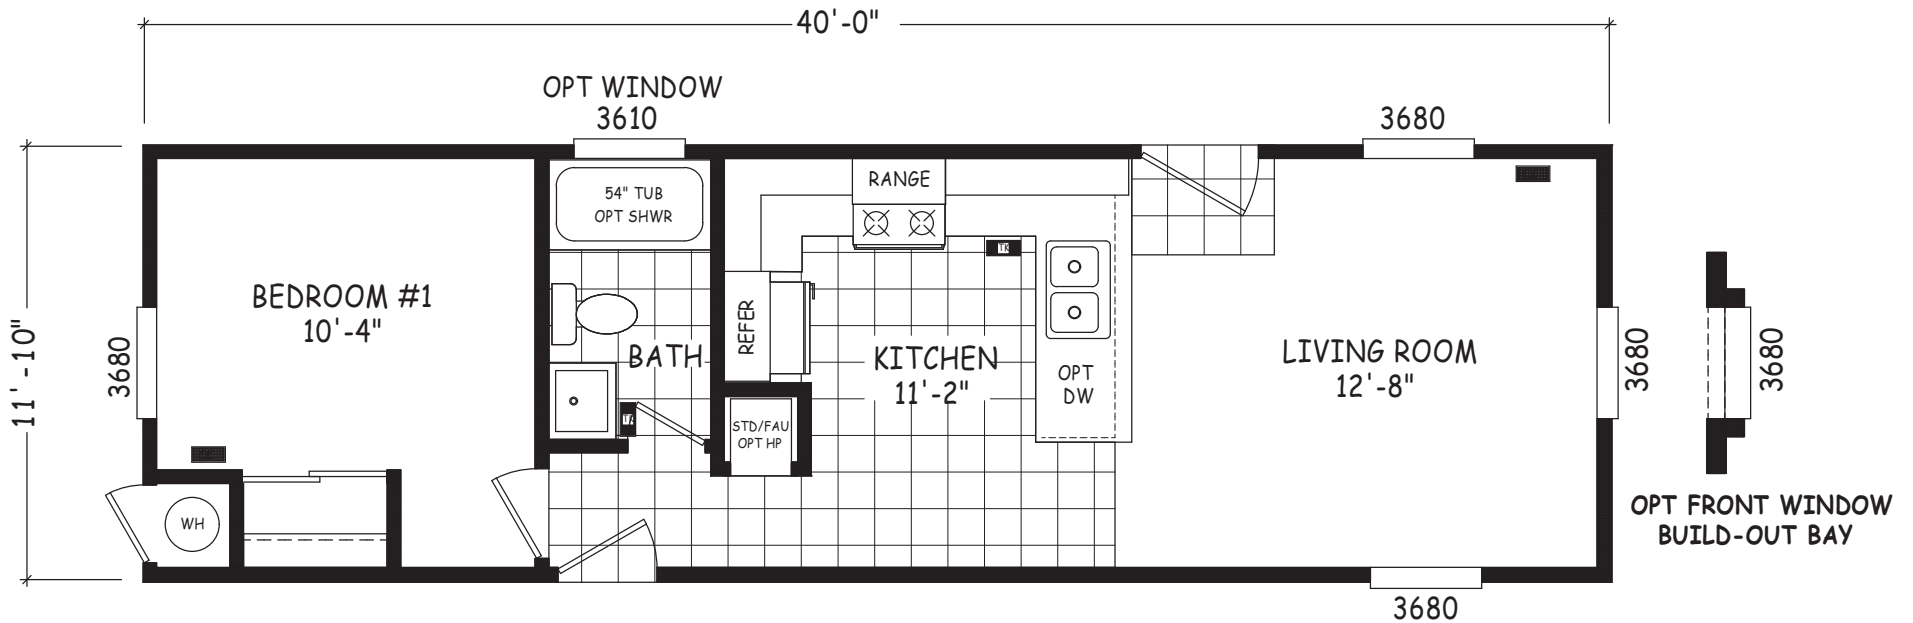 40'-0"
OPT WINDOW
3610
3680
RANGE
54" TUB
OPT SHWR
TK
BEDROOM #1
10'-4"
11'-10"
3680
REFER
BATH
KITCHEN
11'-2"
OPT
DW
LIVING ROOM
12'-8"
3680
3680
STD/FAU
OPT HP
WH
OPT FRONT WINDOW
BUILD-OUT BAY
3680